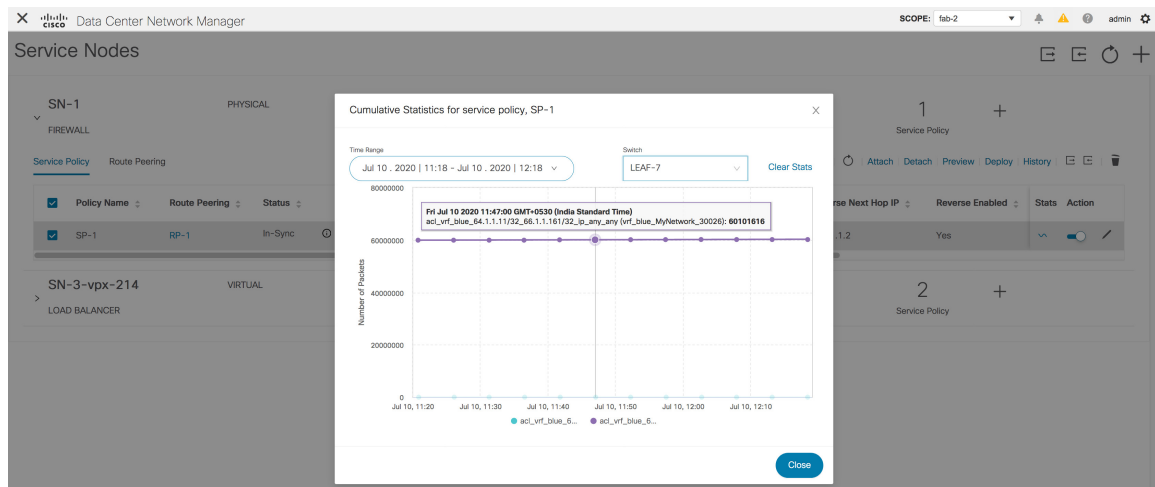 cisco Data Center Network Manager SCOPE: fab-2 admin
Service Nodes
SN-1 PHYSICAL 1
FIREWALL Service Policy
Cumulative Statistics for service policy, SP-1
Time Range Switch
Jul 10 . 2020 | 11:18 - Jul 10 . 2020 | 12:18 LEAF-7 Clear Stats
Service Policy Route Peering Attach Detach Preview Deploy History
Policy Name Route Peering Status rse Next Hop IP Reverse Enabled Stats Action
SP-1 RP-1 In-Sync .1.2 Yes
80000000
Fri Jul 10 2020 11:47:00 GMT+0530 (India Standard Time)
acl_vrf_blue_64.1.1.11/32_66.1.1.161/32_ip_any_any (vrf_blue_MyNetwork_30026): 60101616
60000000
Number of Packets
40000000
20000000
0
Jul 10, 11:20 Jul 10, 11:30 Jul 10, 11:40 Jul 10, 11:50 Jul 10, 12:00 Jul 10, 12:10
acl_vrf_blue_6... acl_vrf_blue_6...
SN-3-vpx-214 VIRTUAL 2
LOAD BALANCER Service Policy
Close